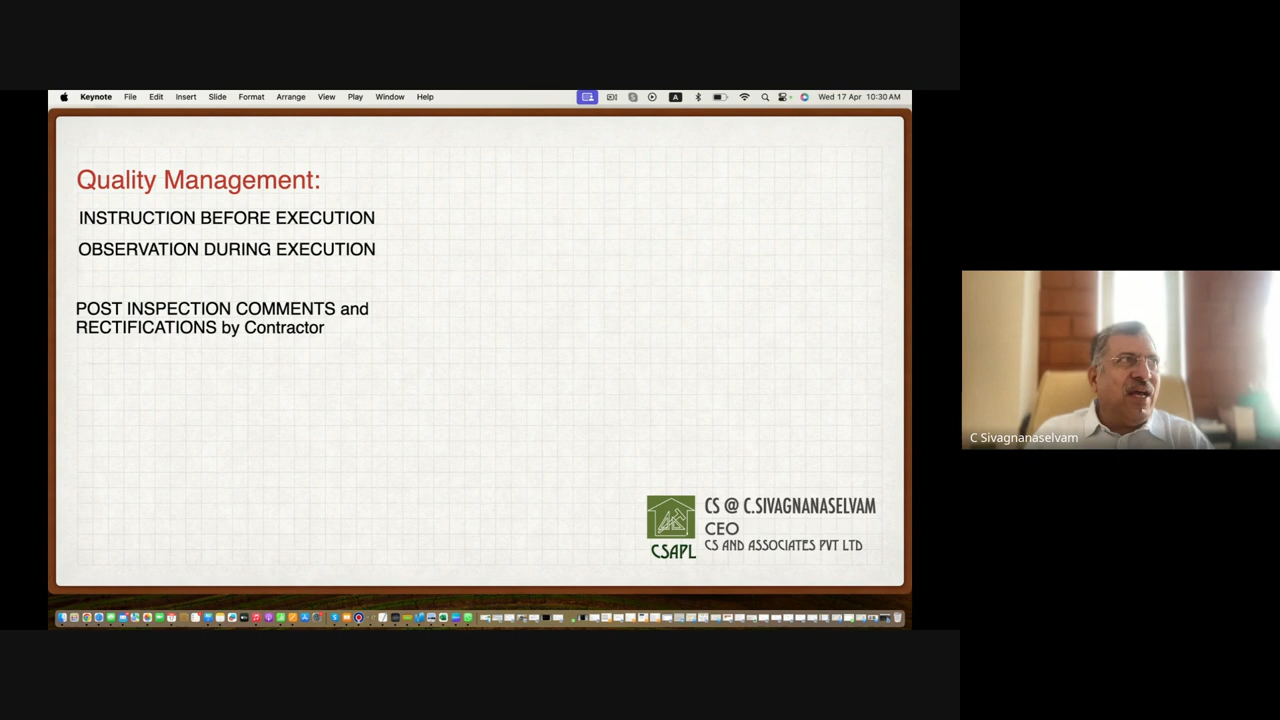 Keynote File Edit Insert Slide Format Arrange View Play Window Help A Wed 17 Apr 10:30 AM
Quality Management:
INSTRUCTION BEFORE EXECUTION
OBSERVATION DURING EXECUTION
POST INSPECTION COMMENTS and
RECTIFICATIONS by Contractor
CS @ C.SIVAGNANASELVAM
CEO
CS AND ASSOCIATES PVT LTD
CSAPL
C Sivagnanaselvam